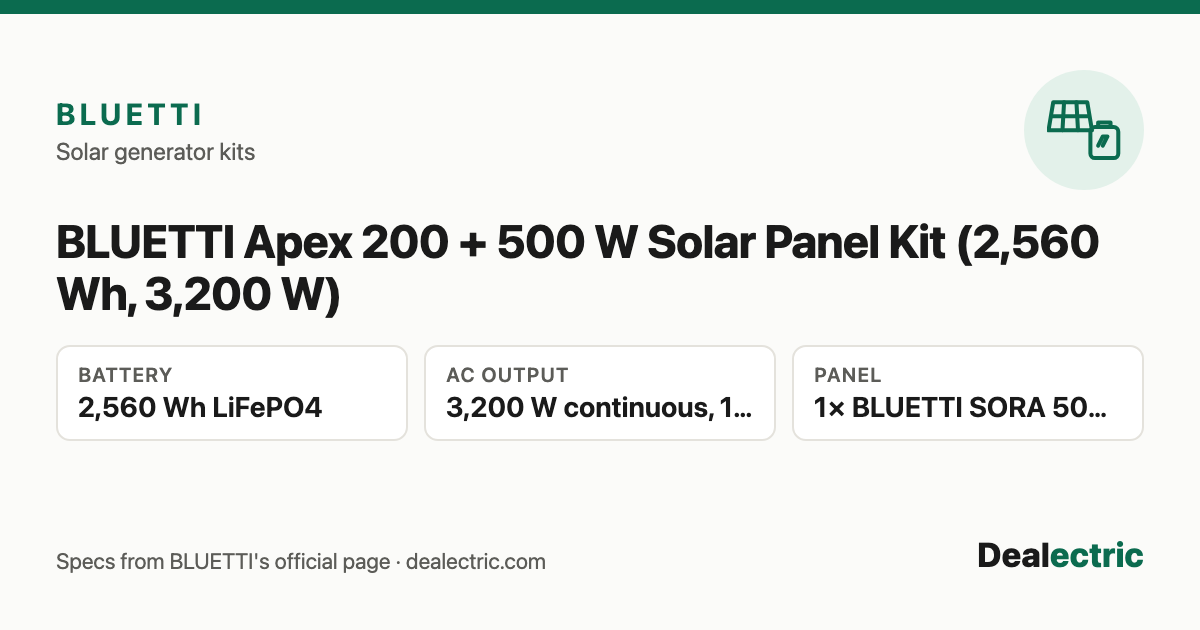 BLUETTI
Solar generator kits
BLUETTI Apex 200 + 500 W Solar Panel Kit (2,560
Wh, 3,200 W)
BATTERY
2,560 Wh LiFePO4
AC OUTPUT
3,200 W continuous, 1...
PANEL
1× BLUETTI SORA 50...
Specs from BLUETTI's official page · dealectric.com
Dealectric